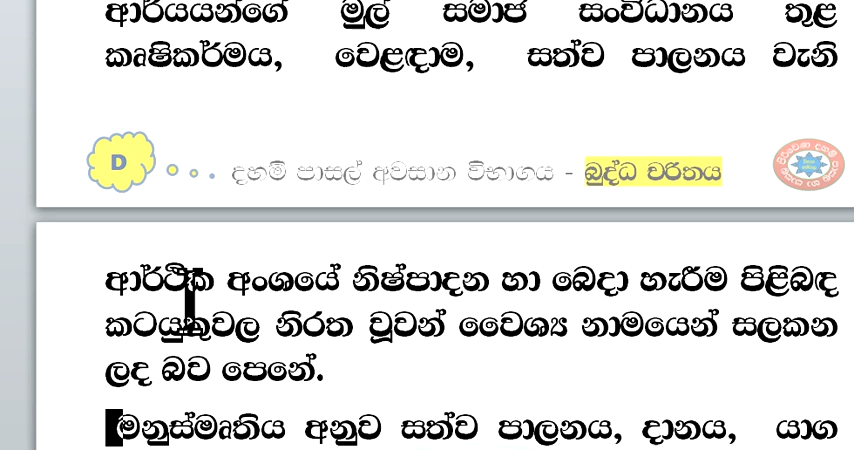 ආර්යයන්ගේ මුල් සමාජ සංවිධානය තුළ
කෘෂිකර්මය, වෙළඳාම, සත්ව පාලනය වැනි
D දහම් පාසල් අවසාන විභාගය - බුද්ධ චරිතය
ආර්ථික අංශයේ නිෂ්පාදන හා බෙදා හැරීම පිළිබඳ
කටයුතුවල නිරත වූවන් වෛශ්‍ය නාමයෙන් සලකන
ලද බව පෙනේ.
මනුස්මෘතිය අනුව සත්ව පාලනය, දානය, යාග